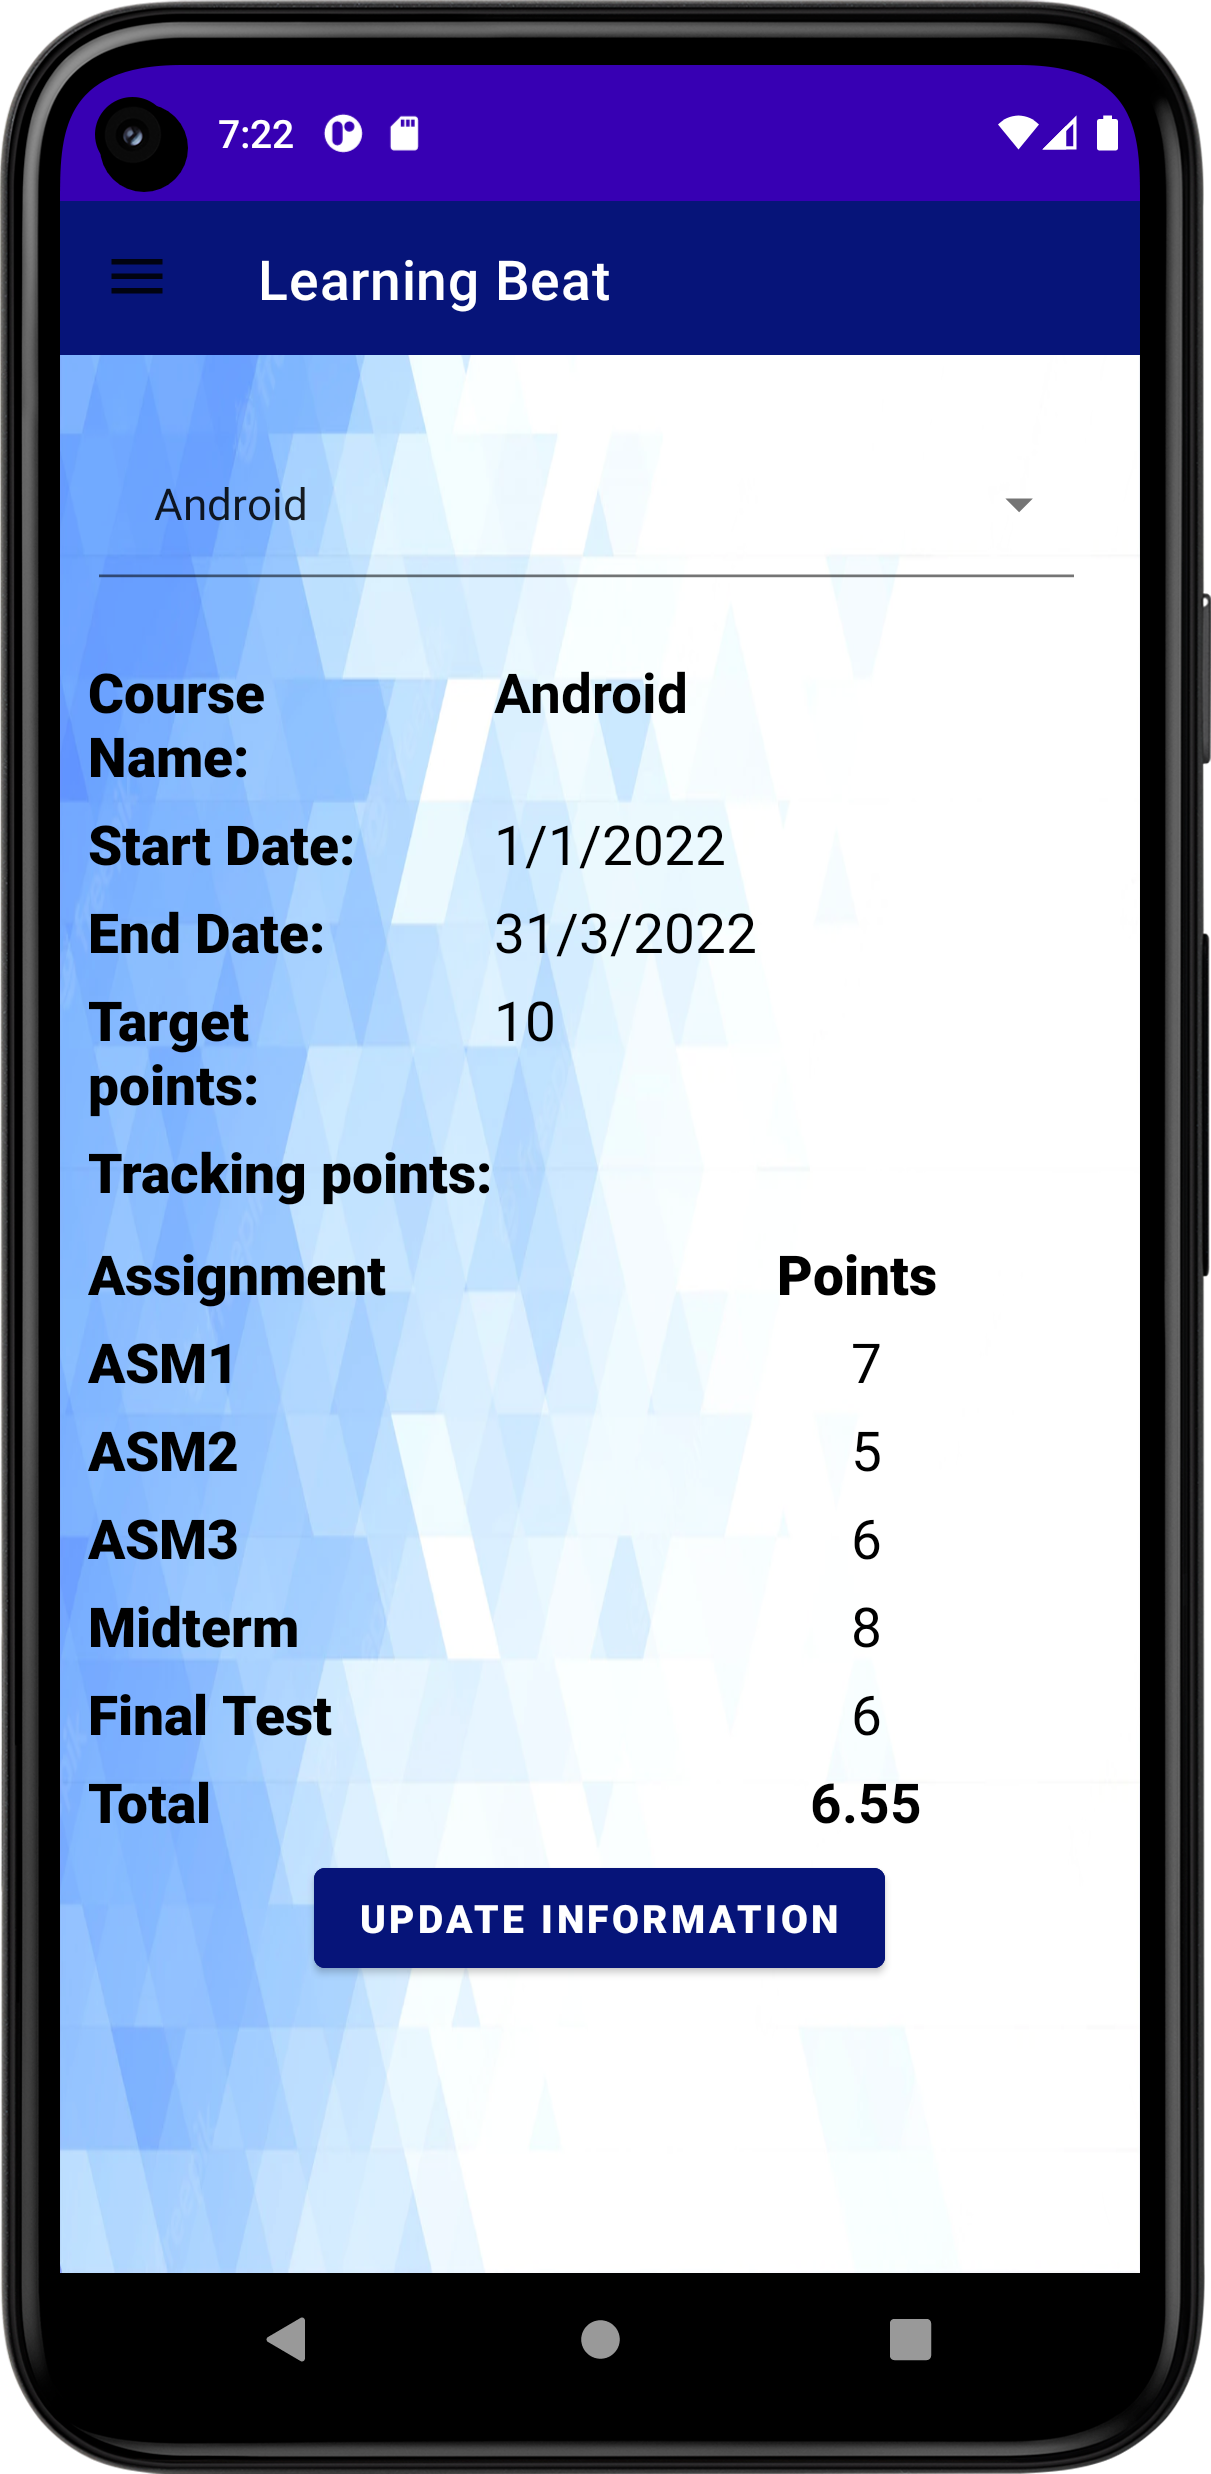 7:22
Learning Beat
Android
Course Name: Android
Start Date: 1/1/2022
End Date: 31/3/2022
Target points: 10
Tracking points:
Assignment Points
ASM1 7
ASM2 5
ASM3 6
Midterm 8
Final Test 6
Total 6.55
UPDATE INFORMATION